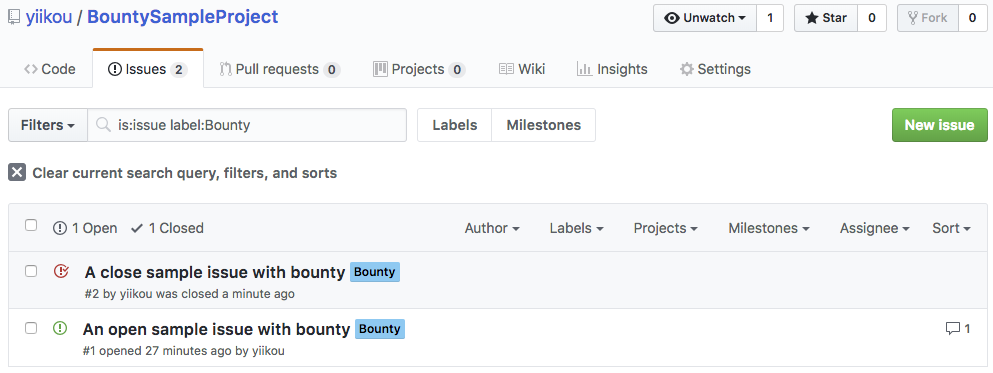 yiikou / BountySampleProject
Unwatch 1
Star 0
Fork 0
Code
Issues 2
Pull requests 0
Projects 0
Wiki
Insights
Settings
Filters
is:issue label:Bounty
Labels
Milestones
New issue
Clear current search query, filters, and sorts
1 Open
1 Closed
Author
Labels
Projects
Milestones
Assignee
Sort
A close sample issue with bounty Bounty
#2 by yiikou was closed a minute ago
An open sample issue with bounty Bounty
1
#1 opened 27 minutes ago by yiikou